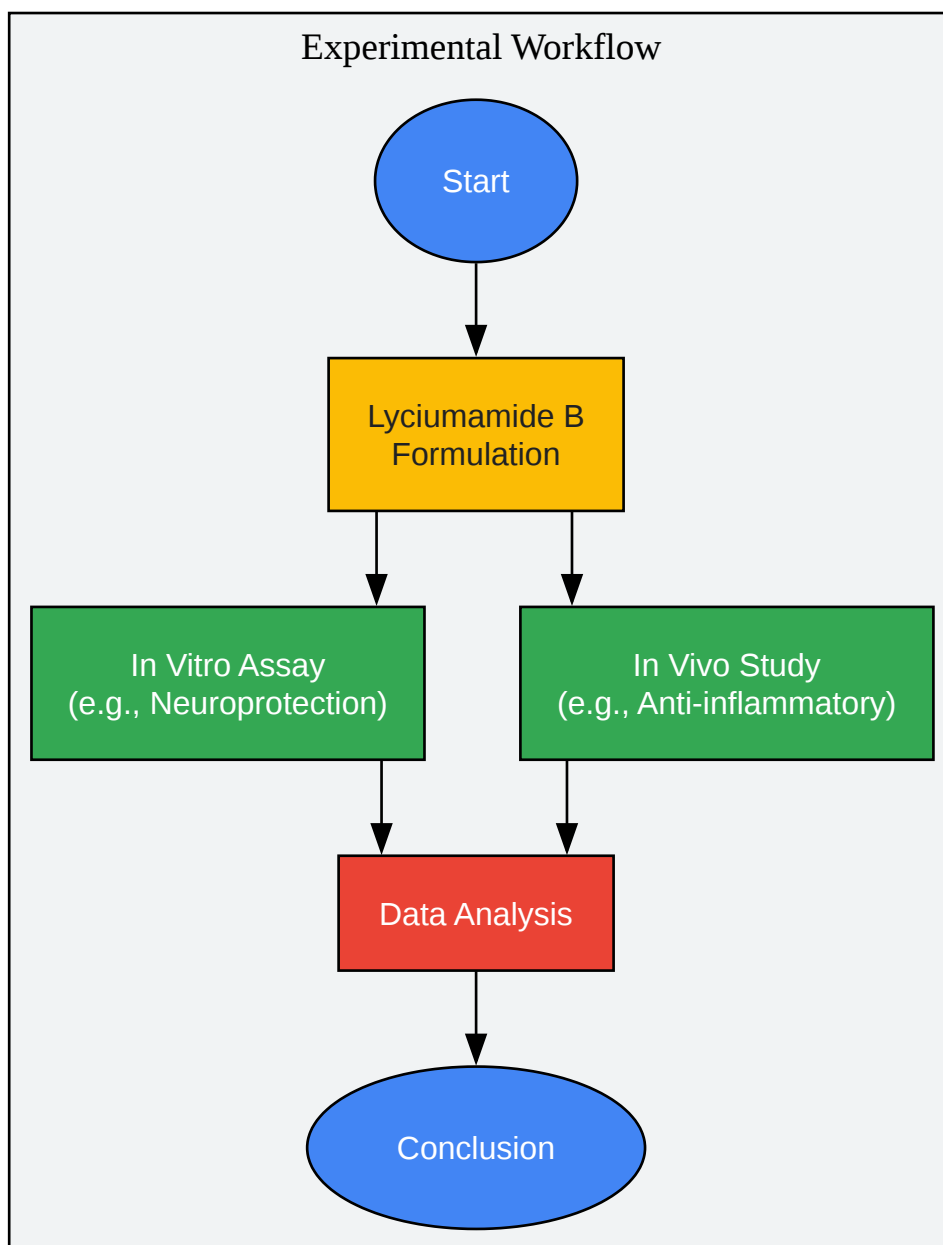 Experimental Workflow
Start
Lyciumamide B
Formulation
In Vitro Assay
(e.g., Neuroprotection)
In Vivo Study
(e.g., Anti-inflammatory)
Data Analysis
Conclusion